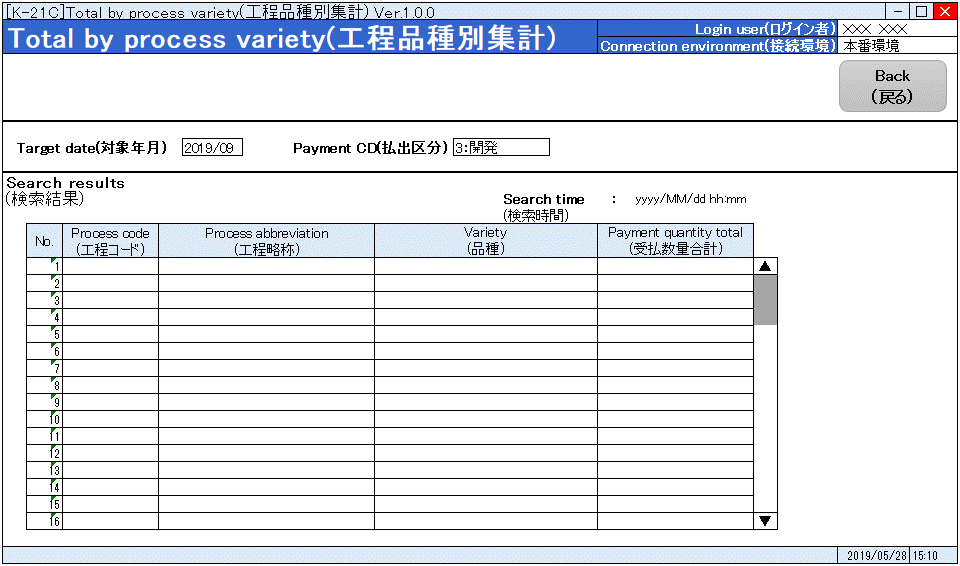 [K-21C]Total by process variety(工程品種別集計) Ver.1.0.0
Total by process variety(工程品種別集計)
Login user(ログイン者) XXX XXX
Connection environment(接続環境) 本番環境
Back
(戻る)
Target date(対象年月) 2019/09 Payment CD(払出区分) 3:開発
Search results
(検索結果)
Search time : yyyy/MM/dd hh:mm
(検索時間)
No. Process code Process abbreviation Variety Payment quantity total
(工程コード) (工程略称) (品種) (受払数量合計)
1
2
3
4
5
6
7
8
9
10
11
12
13
14
15
16
2019/05/28 15:10